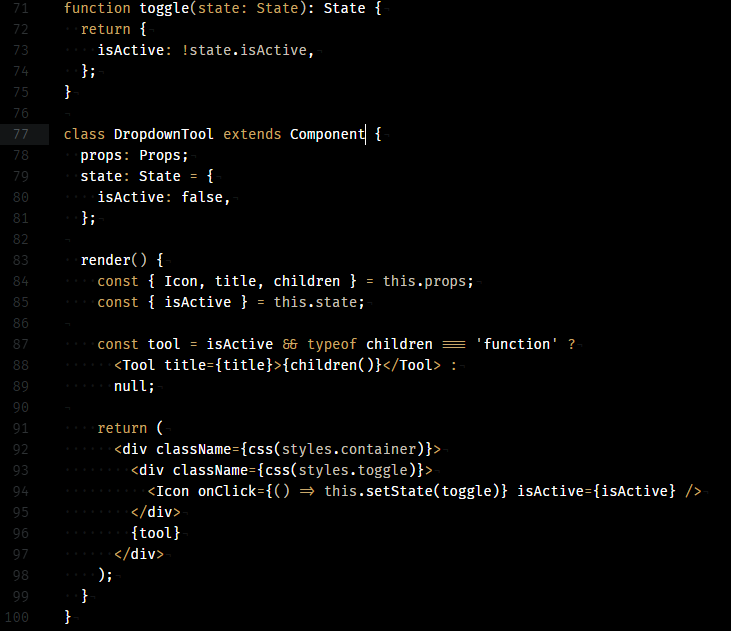 71 function toggle(state: State): State {
72   return {
73     isActive: !state.isActive,
74   };
75 }
76
77 class DropdownTool extends Component {
78   props: Props;
79   state: State = {
80     isActive: false,
81   };
82
83   render() {
84     const { Icon, title, children } = this.props;
85     const { isActive } = this.state;
86
87     const tool = isActive && typeof children === 'function' ?
88       <Tool title={title}>{children()}</Tool> :
89       null;
90
91     return (
92       <div className={css(styles.container)}>
93         <div className={css(styles.toggle)}>
94           <Icon onClick={() => this.setState(toggle)} isActive={isActive} />
95         </div>
96         {tool}
97       </div>
98     );
99   }
100 }